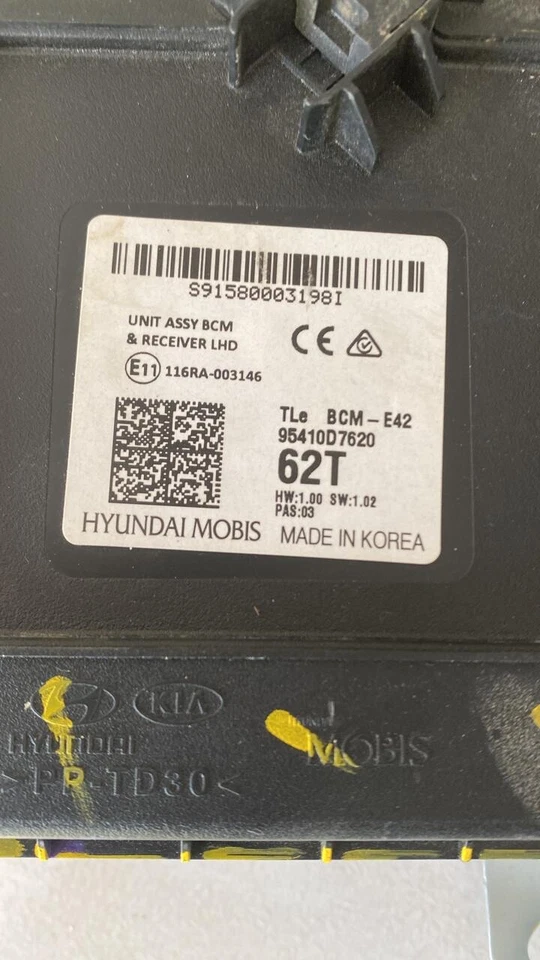 S91580003198I
UNIT ASSY BCM
& RECEIVER LHD
CE
E11 116RA-003146
TLe BCM-E42
95410D7620
62T
HW:1.00 SW:1.02
PAS:03
HYUNDAI MOBIS MADE IN KOREA
KIA
HYUNDAI
MOBIS
>PP-TD30<